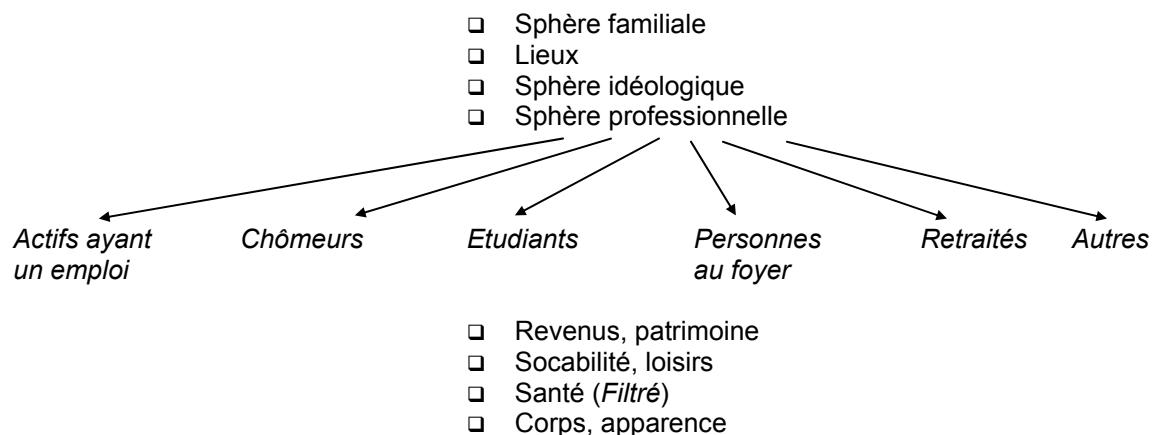 ❑ Sphère familiale
❑ Lieux
❑ Sphère idéologique
❑ Sphère professionnelle
Actifs ayant un emploi
Chômeurs
Etudiants
Personnes au foyer
Retraités
Autres
❑ Revenus, patrimoine
❑ Socabilité, loisirs
❑ Santé (Filtré)
❑ Corps, apparence